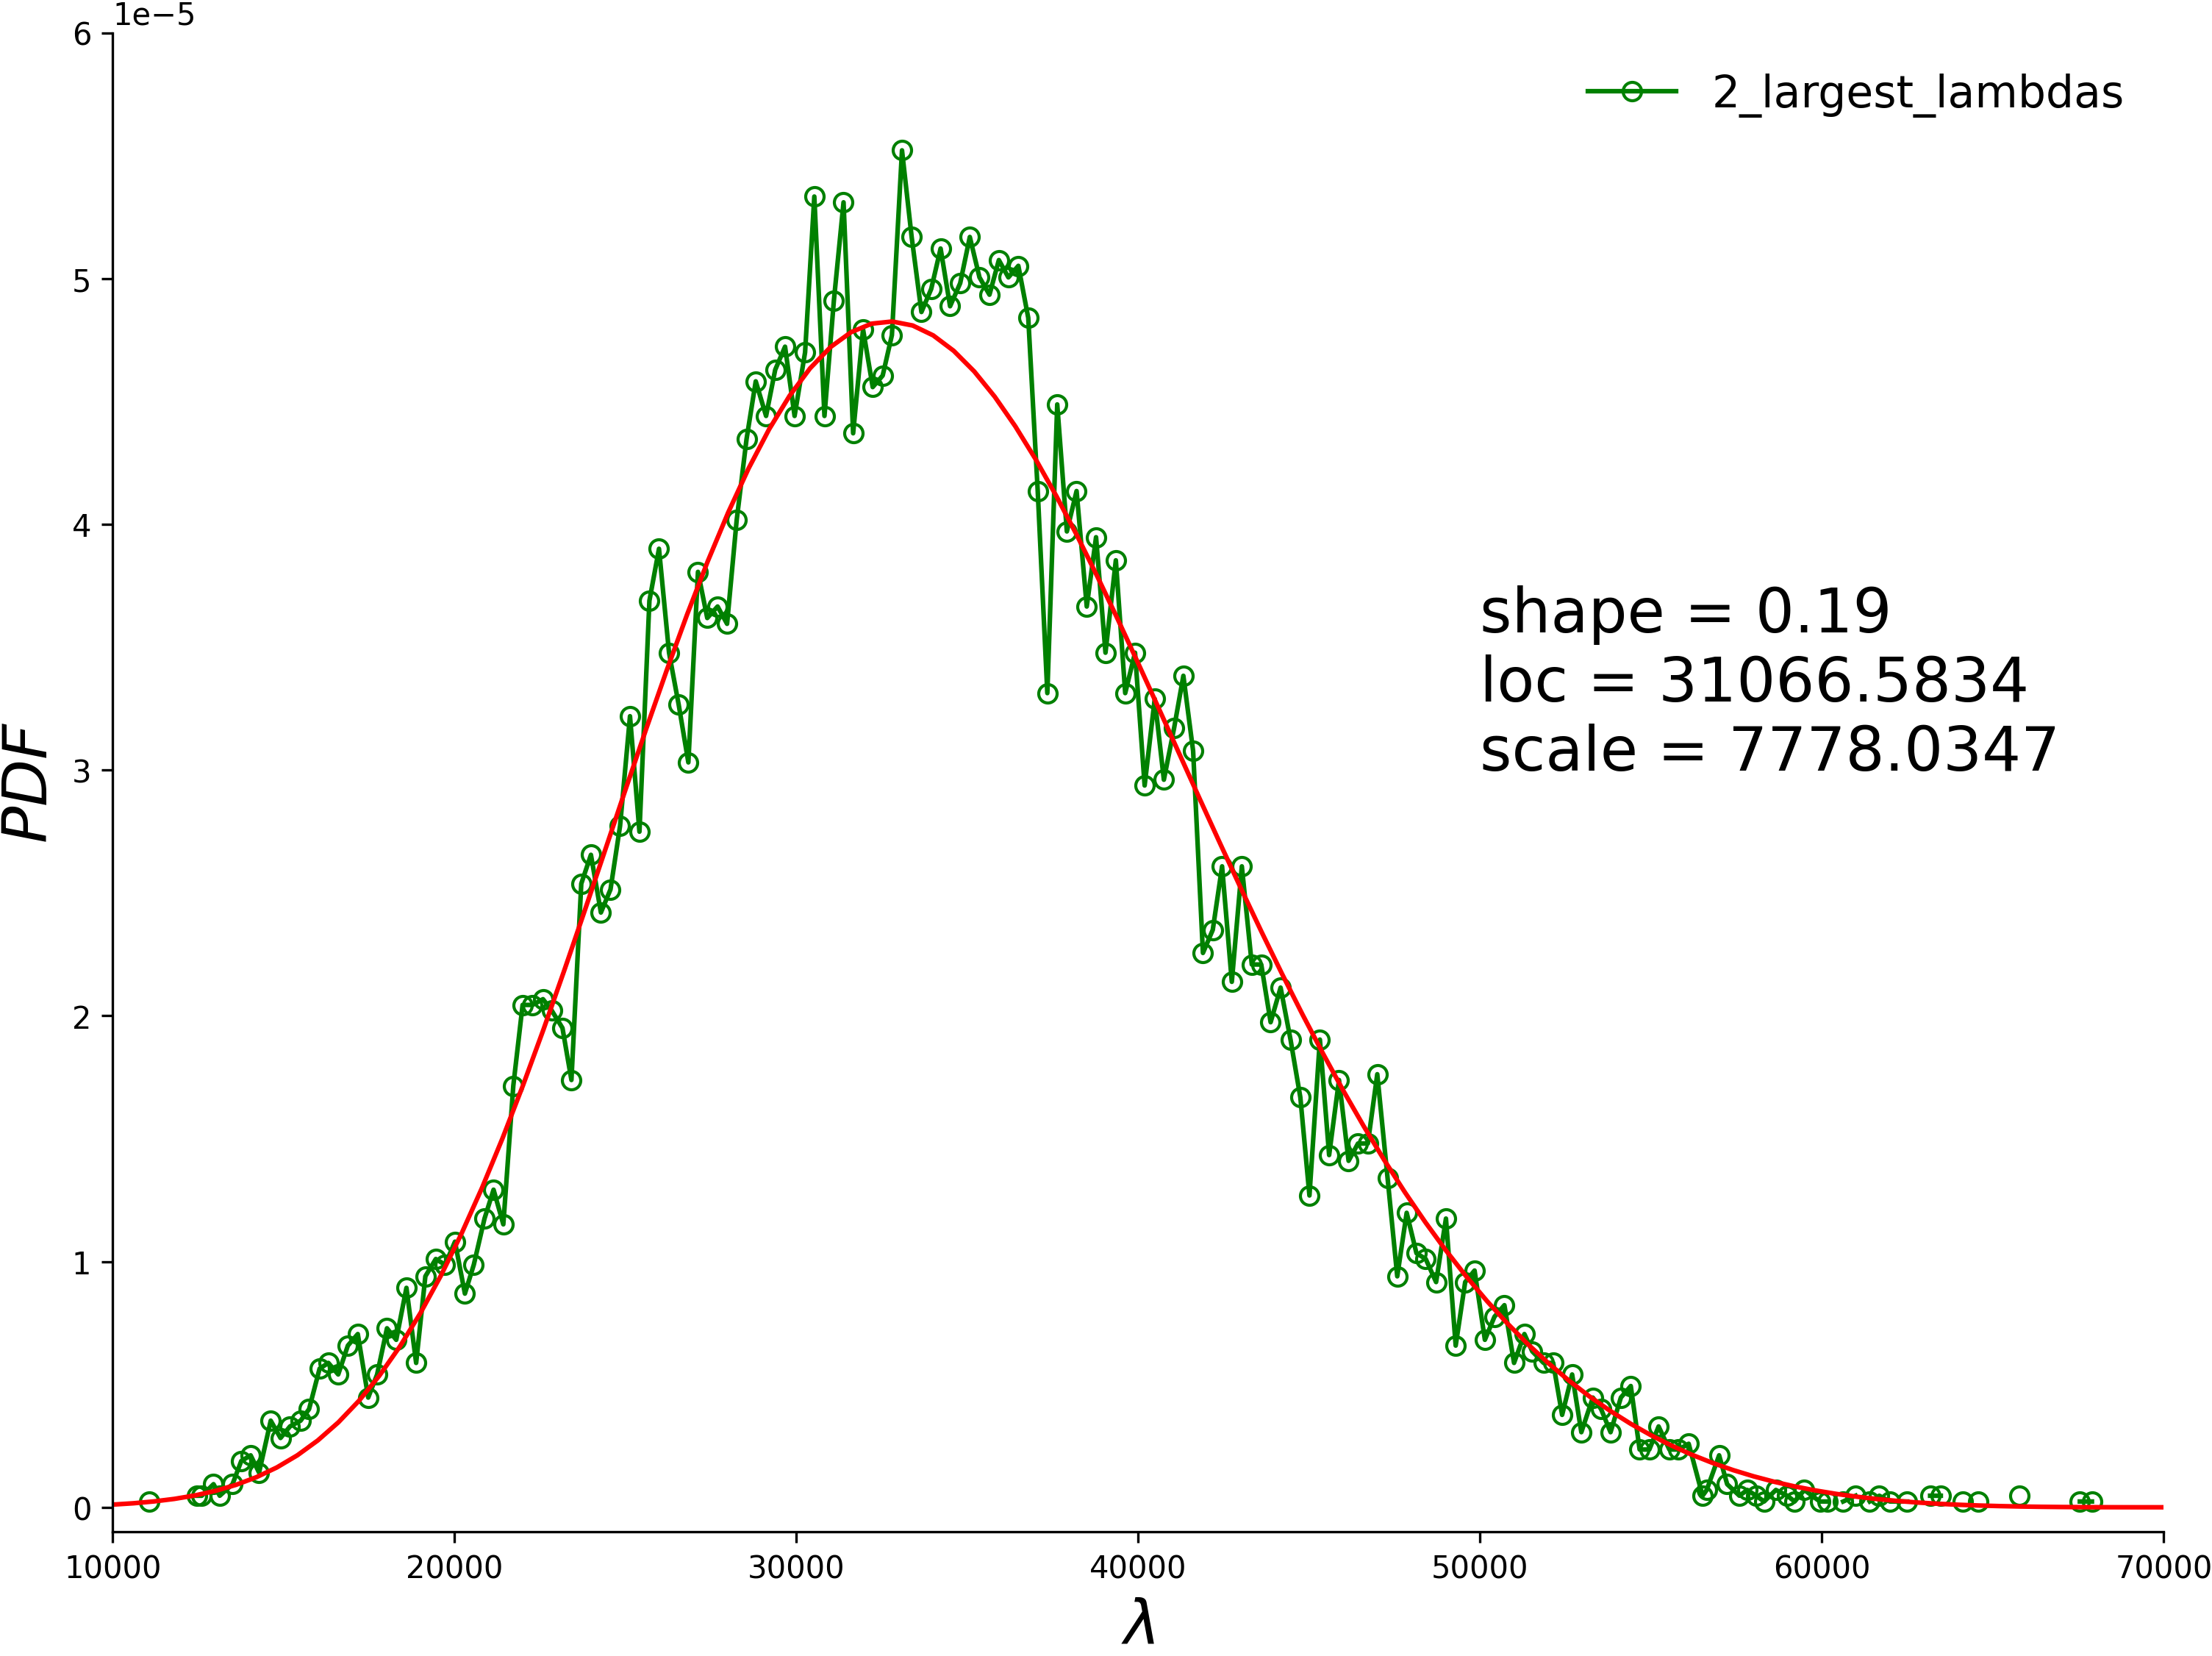 1e−5
6
5
4
3
2
1
0
PDF
2_largest_lambdas
shape = 0.19
loc = 31066.5834
scale = 7778.0347
10000 20000 30000 40000 50000 60000 70000
λ